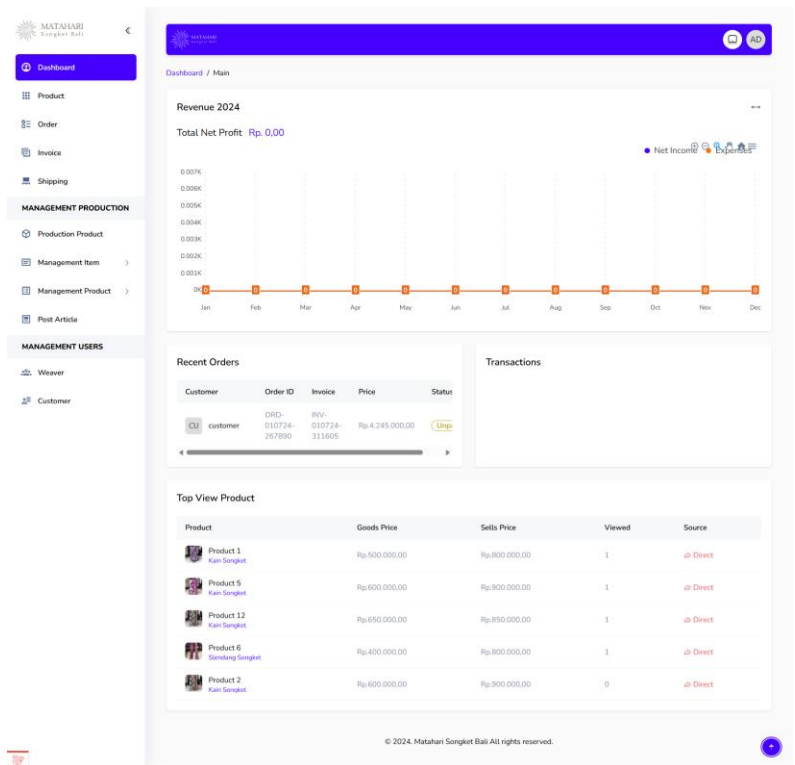 MATAHARI
Songket Bali
Dashboard
Product
Order
Invoice
Shipping
MANAGEMENT PRODUCTION
Production Product
Management Item
Management Product
Post Article
MANAGEMENT USERS
Weaver
Customer
MATAHARI
Songket Bali
AD
Dashboard / Main
Revenue 2024
Total Net Profit Rp. 0,00
Net Income Expenses
0.007K
0.006K
0.005K
0.004K
0.003K
0.002K
0.001K
0K 0 0 0 0 0 0 0 0 0 0 0 0
Jan Feb Mar Apr May Jun Jul Aug Sep Oct Nov Dec
Recent Orders
Customer Order ID Invoice Price Status
CU customer ORD-010724-267890 INV-010724-311605 Rp.4.245.000,00 Unp
Transactions
Top View Product
Product Goods Price Sells Price Viewed Source
Product 1 Rp.500.000,00 Rp.800.000,00 1 Direct
Kain Songket
Product 5 Rp.600.000,00 Rp.900.000,00 1 Direct
Kain Songket
Product 12 Rp.650.000,00 Rp.850.000,00 1 Direct
Kain Songket
Product 6 Rp.400.000,00 Rp.800.000,00 1 Direct
Slendang Songket
Product 2 Rp.600.000,00 Rp.900.000,00 0 Direct
Kain Songket
© 2024. Matahari Songket Bali All rights reserved.